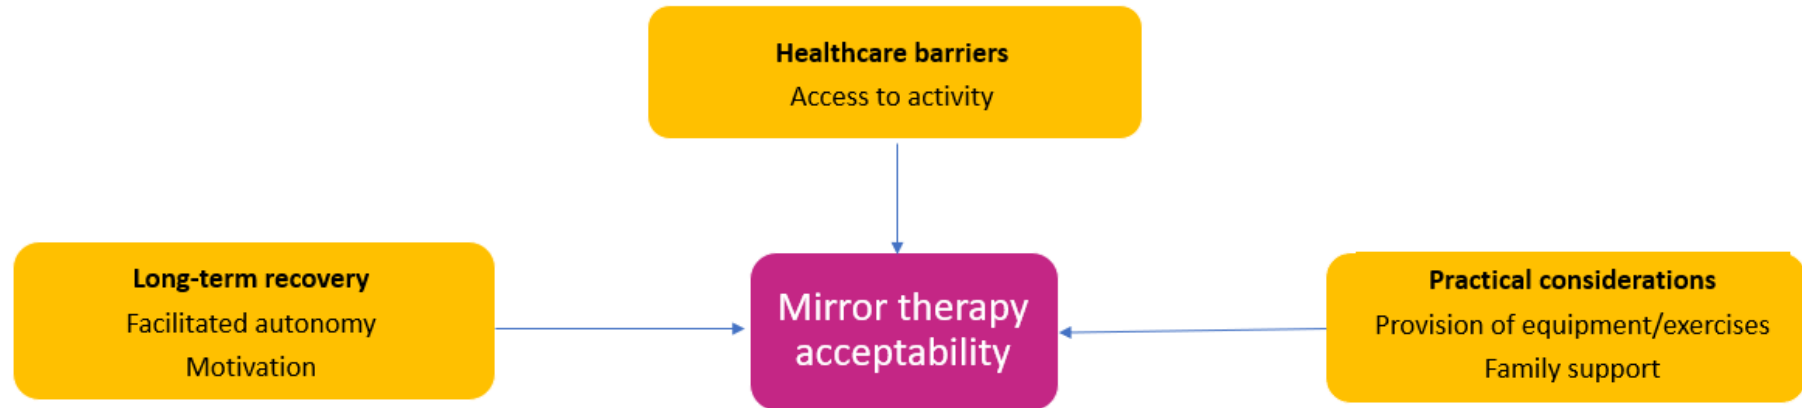 Healthcare barriers
Access to activity
Long-term recovery
Facilitated autonomy
Motivation
Mirror therapy
acceptability
Practical considerations
Provision of equipment/exercises
Family support